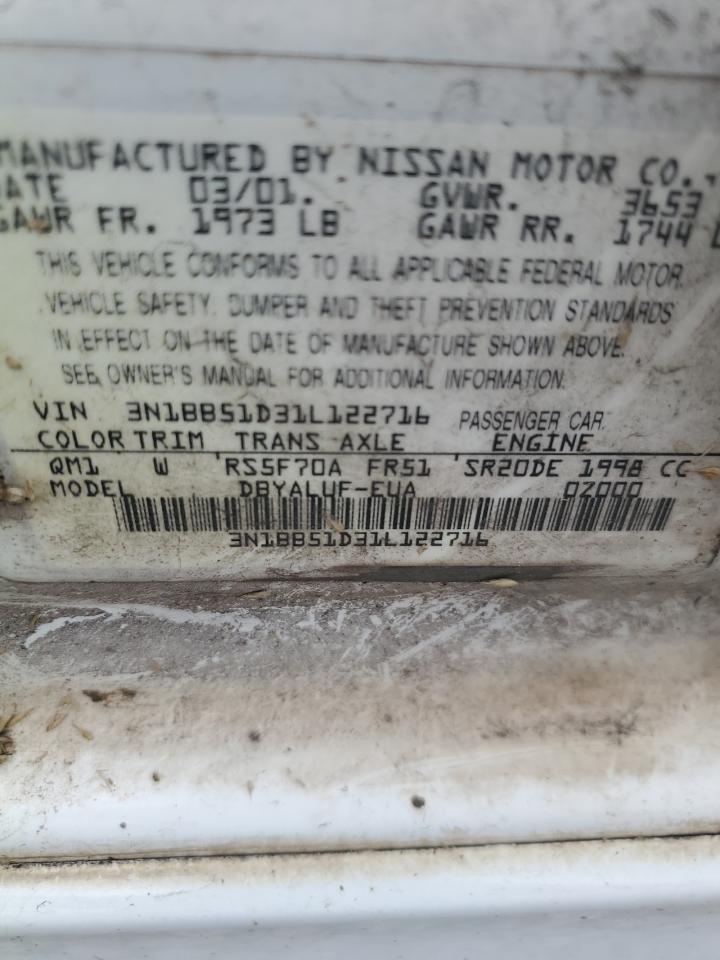 MANUFACTURED BY NISSAN MOTOR CO.,
DATE 03/01. GVWR. 3653
GAWR FR. 1973 LB GAWR RR. 1744 L
THIS VEHICLE CONFORMS TO ALL APPLICABLE FEDERAL MOTOR
VEHICLE SAFETY, BUMPER AND THEFT PREVENTION STANDARDS
IN EFFECT ON THE DATE OF MANUFACTURE SHOWN ABOVE.
SEE OWNER'S MANUAL FOR ADDITIONAL INFORMATION.
VIN 3N1BB51D31L122716 PASSENGER CAR
COLOR TRIM TRANS AXLE ENGINE
QM1 W RS5F70A FR51 SR20DE 1998 CC
MODEL DBYALUF-EUA 0Z000
3N1BB51D31L122716